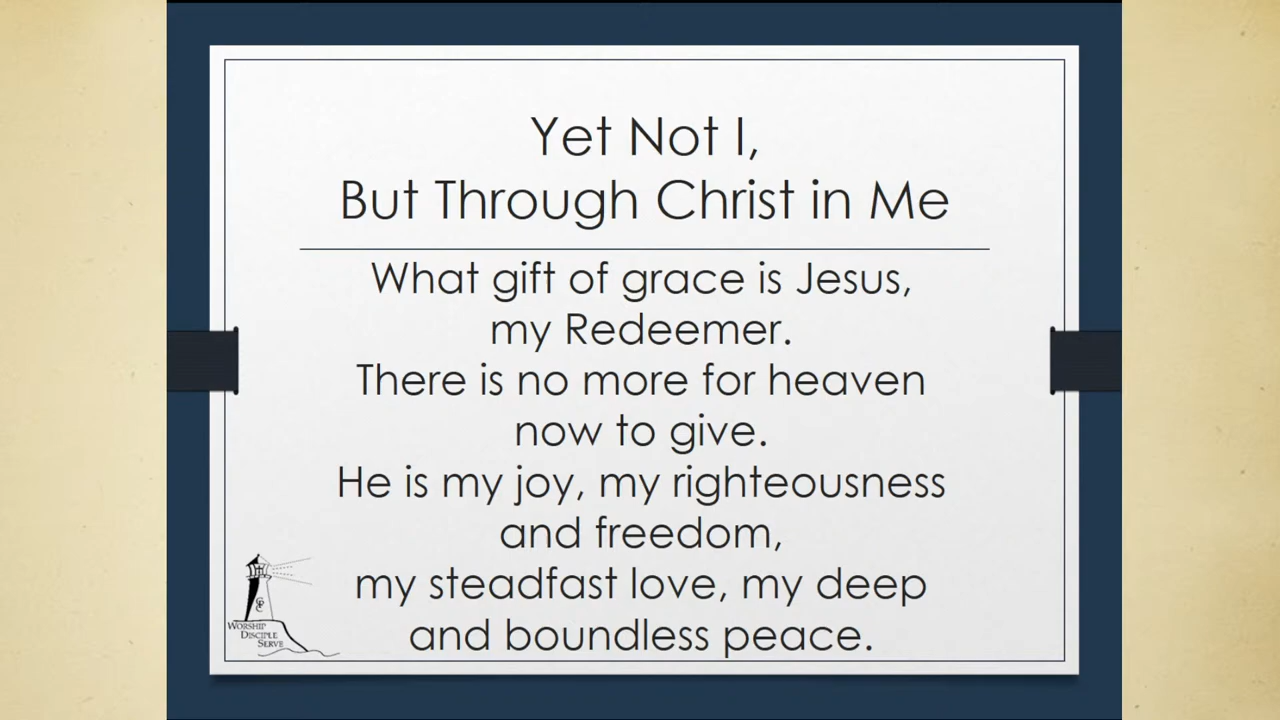 Yet Not I,
But Through Christ in Me
What gift of grace is Jesus,
my Redeemer.
There is no more for heaven
now to give.
He is my joy, my righteousness
and freedom,
my steadfast love, my deep
and boundless peace.
WORSHIP
DISCIPLE
SERVE